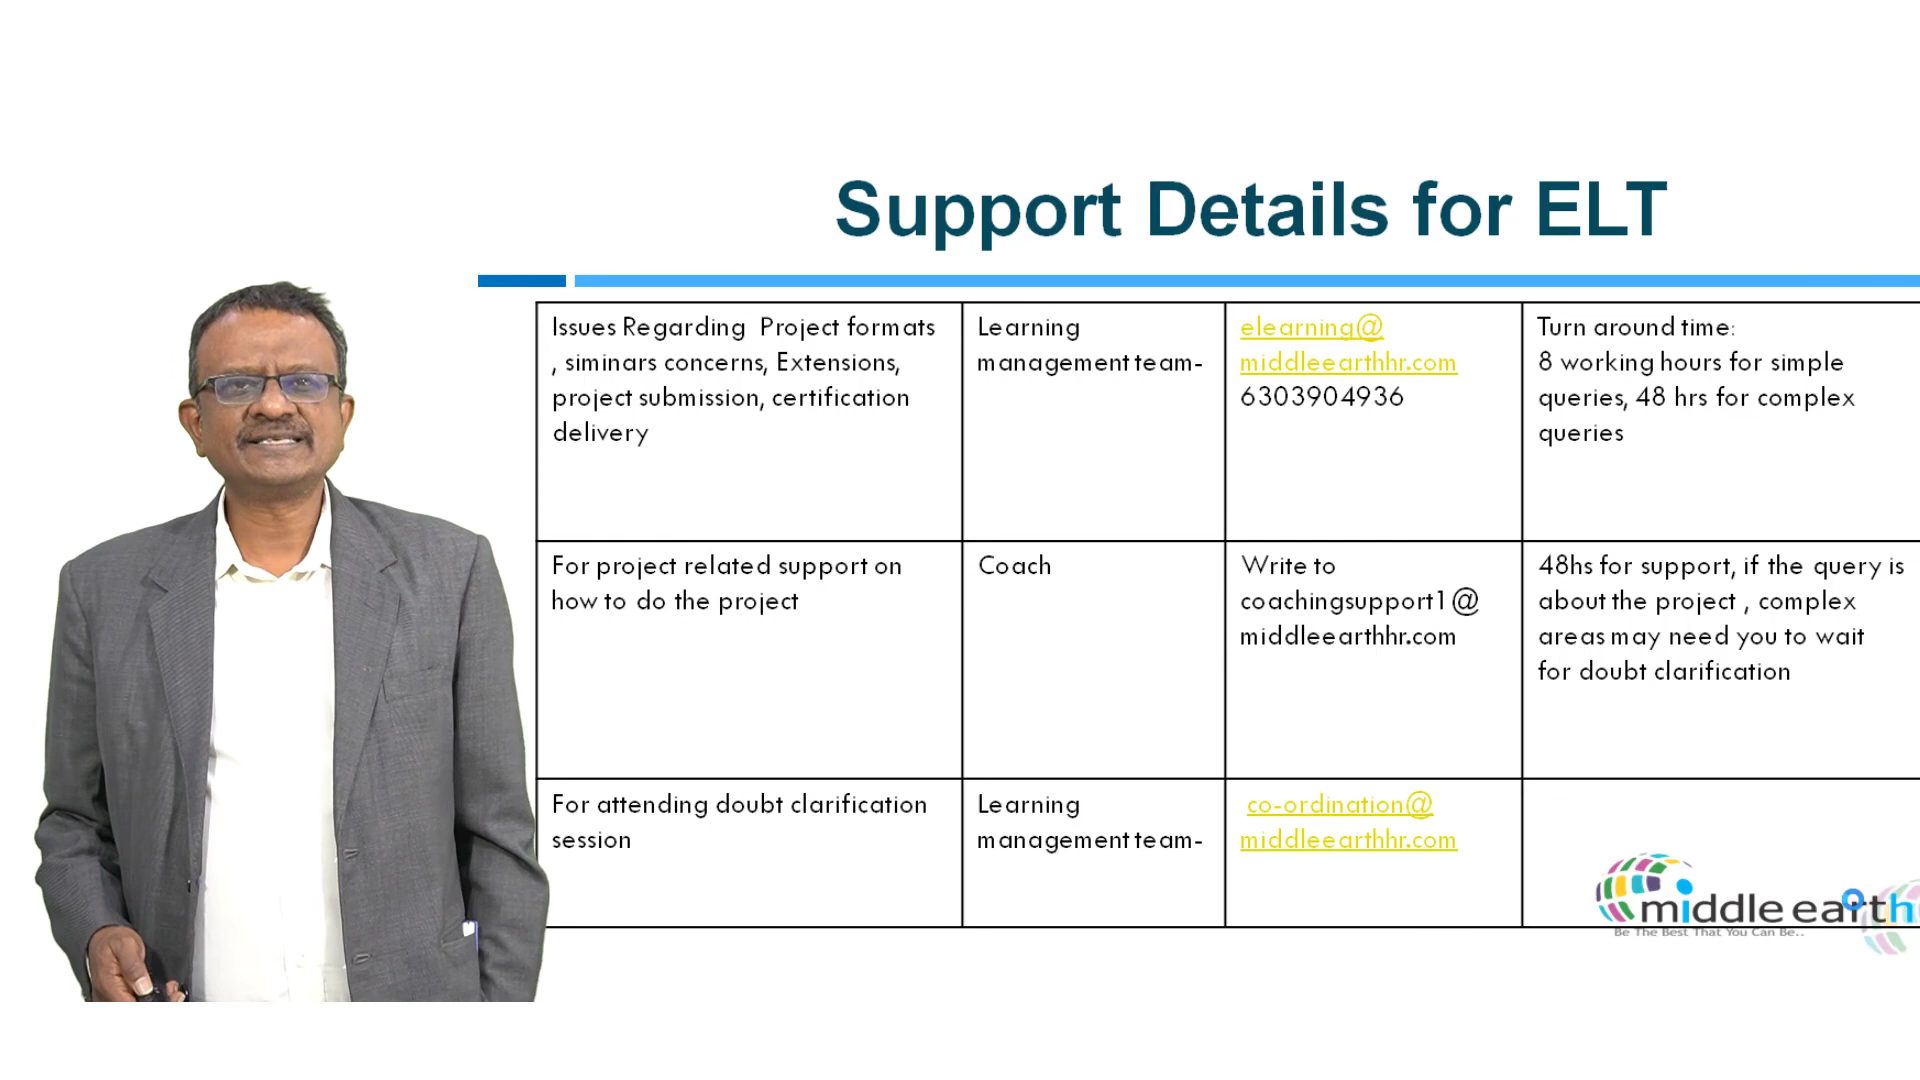 Support Details for ELT
Issues Regarding Project formats
, siminars concerns, Extensions,
project submission, certification
delivery
Learning
management team-
elearning@
middleearthhr.com
6303904936
Turn around time:
8 working hours for simple
queries, 48 hrs for complex
queries
For project related support on
how to do the project
Coach
Write to
coachingsupport1@
middleearthhr.com
48hs for support, if the query is
about the project , complex
areas may need you to wait
for doubt clarification
For attending doubt clarification
session
Learning
management team-
co-ordination@
middleearthhr.com
middle earth
Be The Best That You Can Be..